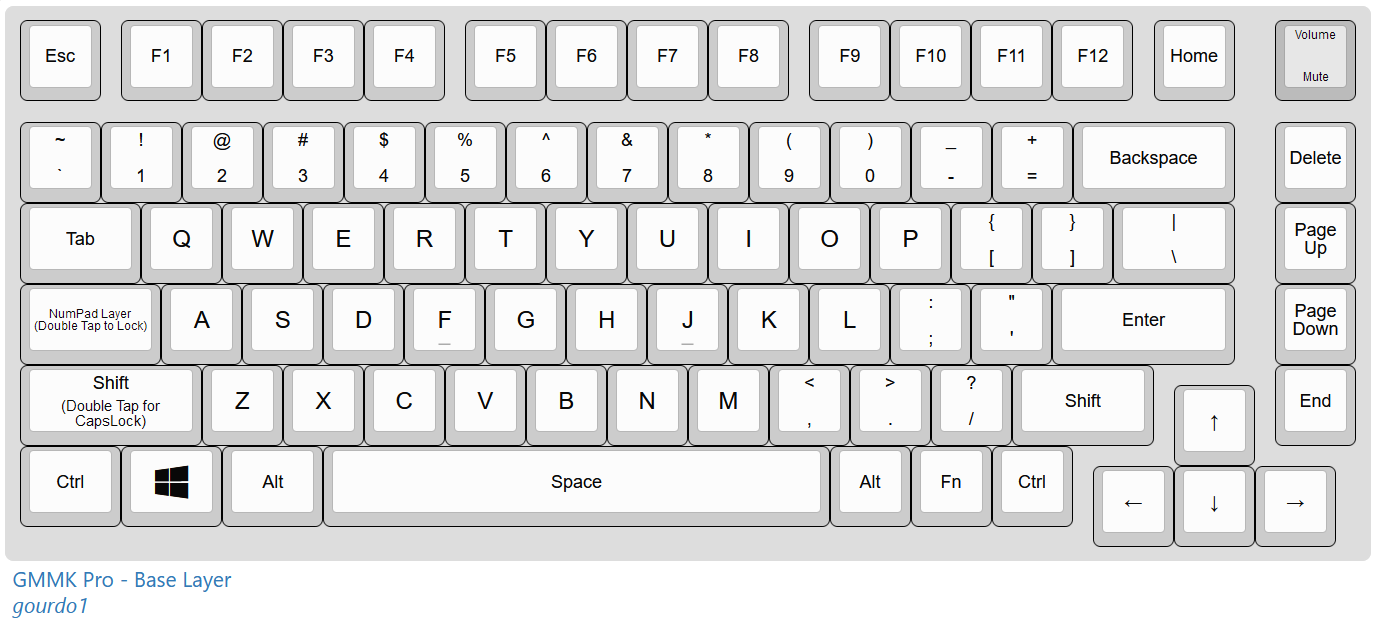 Esc F1 F2 F3 F4 F5 F6 F7 F8 F9 F10 F11 F12 Home Volume
Mute
~ ! @ # $ % ^ & * ( ) _ +
` 1 2 3 4 5 6 7 8 9 0 - = Backspace Delete
Tab Q W E R T Y U I O P { } | Page
[ ] \ Up
NumPad Layer A S D F G H J K L : " Enter Page
(Double Tap to Lock) _ _ ; ' Down
Shift Z X C V B N M < > ? Shift ↑ End
(Double Tap for , . /
CapsLock)
Ctrl Alt Space Alt Fn Ctrl ← ↓ →
GMMK Pro - Base Layer
gourdo1